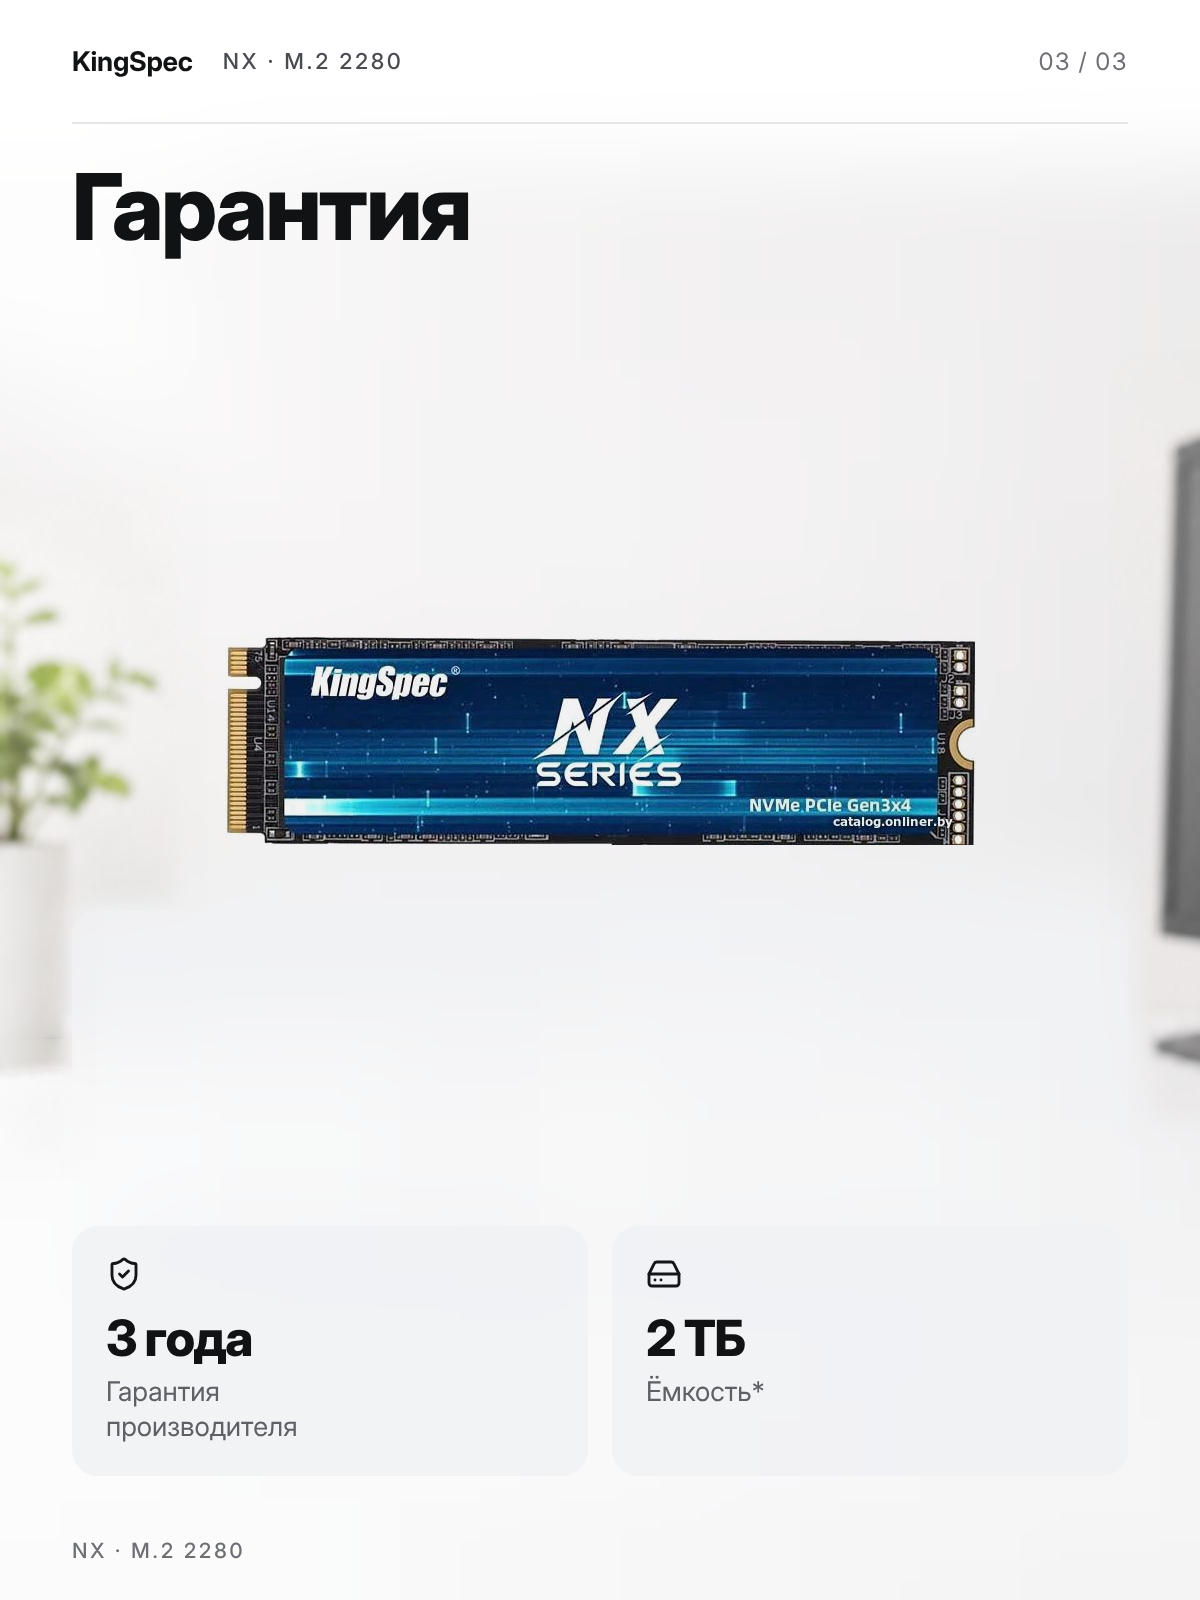 KingSpec NX · M.2 2280 03 / 03
Гарантия
KingSpec®
NX
SERIES
NVMe PCIe Gen3x4
catalog.onliner.by
3 года
Гарантия
производителя
2 ТБ
Ёмкость*
NX · M.2 2280